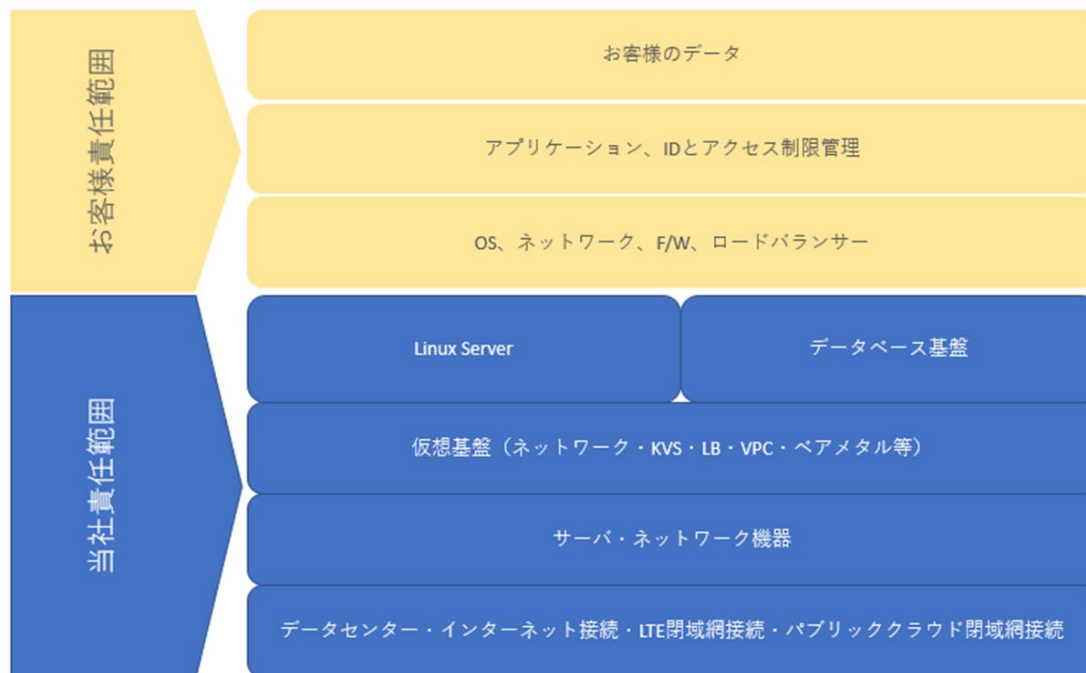 お客様責任範囲
お客様のデータ
アプリケーション、IDとアクセス制限管理
OS、ネットワーク、F/W、ロードバランサー
当社責任範囲
Linux Server
データベース基盤
仮想基盤（ネットワーク・KVS・LB・VPC・ベアメタル等）
サーバ・ネットワーク機器
データセンター・インターネット接続・LTE閉域網接続・パブリッククラウド閉域網接続